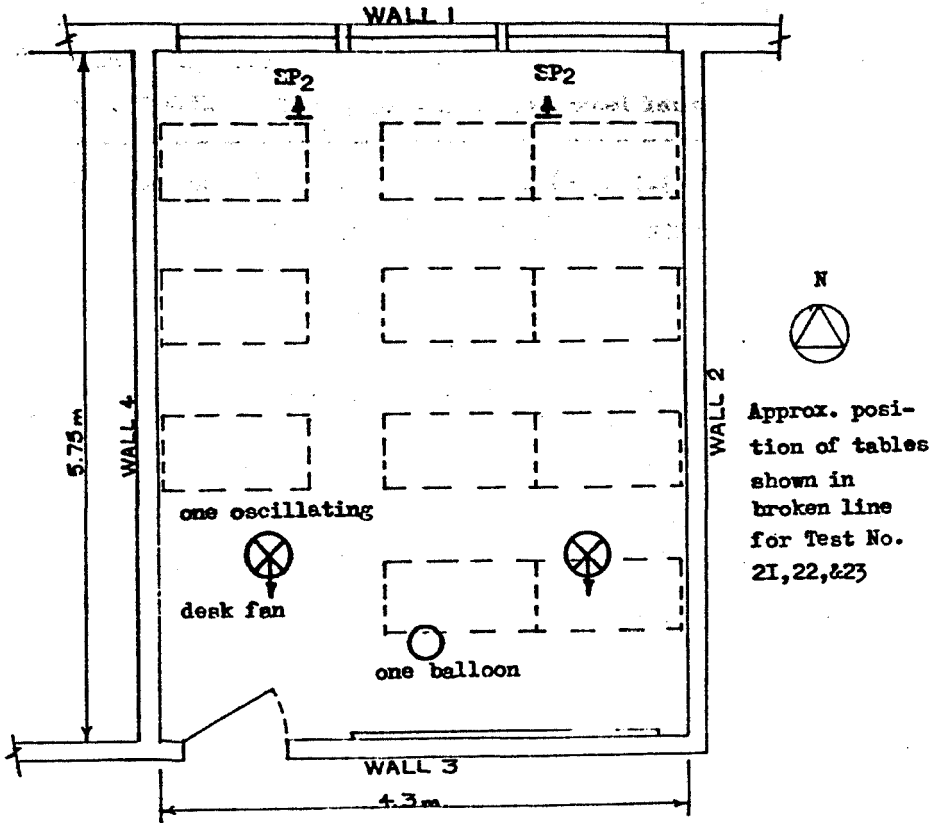 WALL 1
SP2
SP2
N
WALL 2
WALL 4
5.75m
Approx. posi-
tion of tables
shown in
broken line
for Test No.
21,22,&23
one oscillating
desk fan
one balloon
WALL 3
4.3m